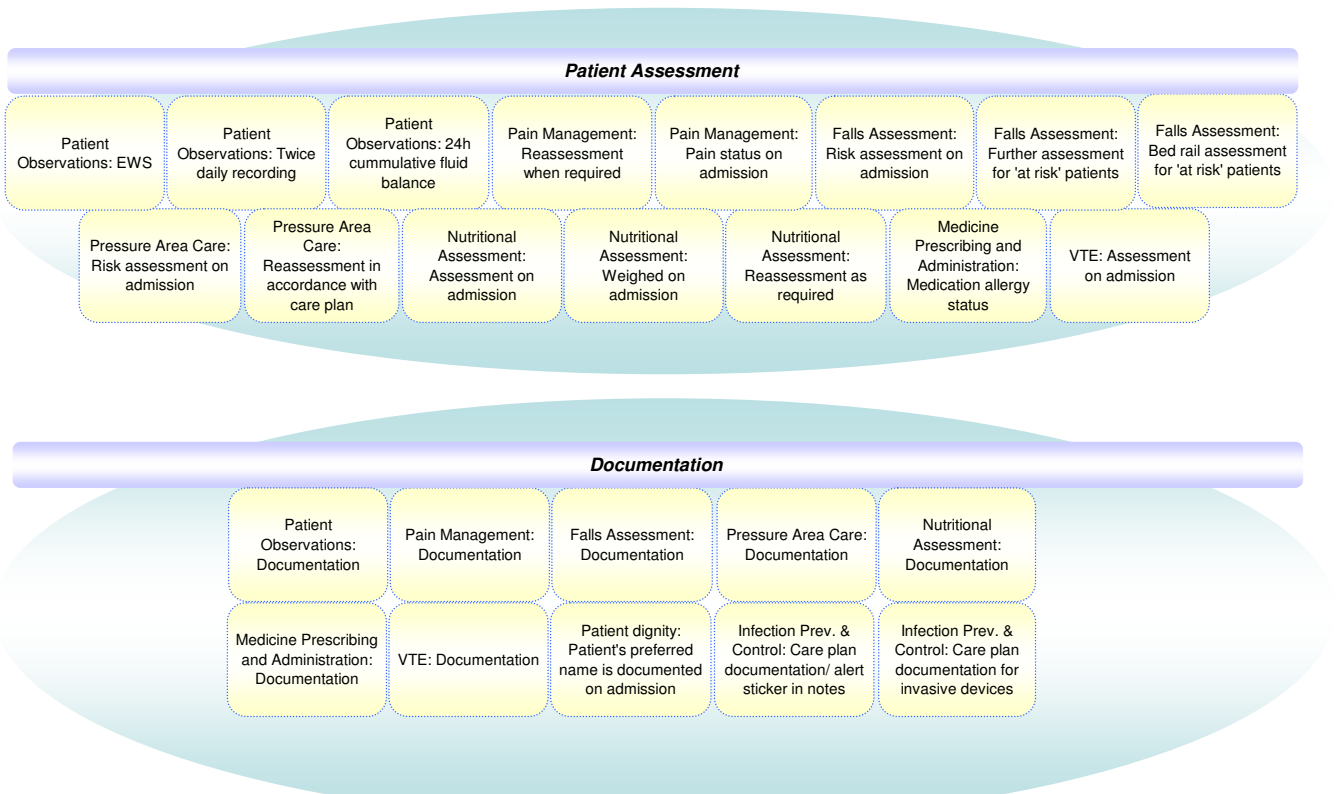 Patient Assessment
Patient
Observations: EWS
Patient
Observations: Twice
daily recording
Patient
Observations: 24h
cummulative fluid
balance
Pain Management:
Reassessment
when required
Pain Management:
Pain status on
admission
Falls Assessment:
Risk assessment on
admission
Falls Assessment:
Further assessment
for 'at risk' patients
Falls Assessment:
Bed rail assessment
for 'at risk' patients
Pressure Area Care:
Risk assessment on
admission
Pressure Area
Care:
Reassessment in
accordance with
care plan
Nutritional
Assessment:
Assessment on
admission
Nutritional
Assessment:
Weighed on
admission
Nutritional
Assessment:
Reassessment as
required
Medicine
Prescribing and
Administration:
Medication allergy
status
VTE: Assessment
on admission
Documentation
Patient
Observations:
Documentation
Pain Management:
Documentation
Falls Assessment:
Documentation
Pressure Area Care:
Documentation
Nutritional
Assessment:
Documentation
Medicine Prescribing
and Administration:
Documentation
VTE: Documentation
Patient dignity:
Patient's preferred
name is documented
on admission
Infection Prev. &
Control: Care plan
documentation/ alert
sticker in notes
Infection Prev. &
Control: Care plan
documentation for
invasive devices